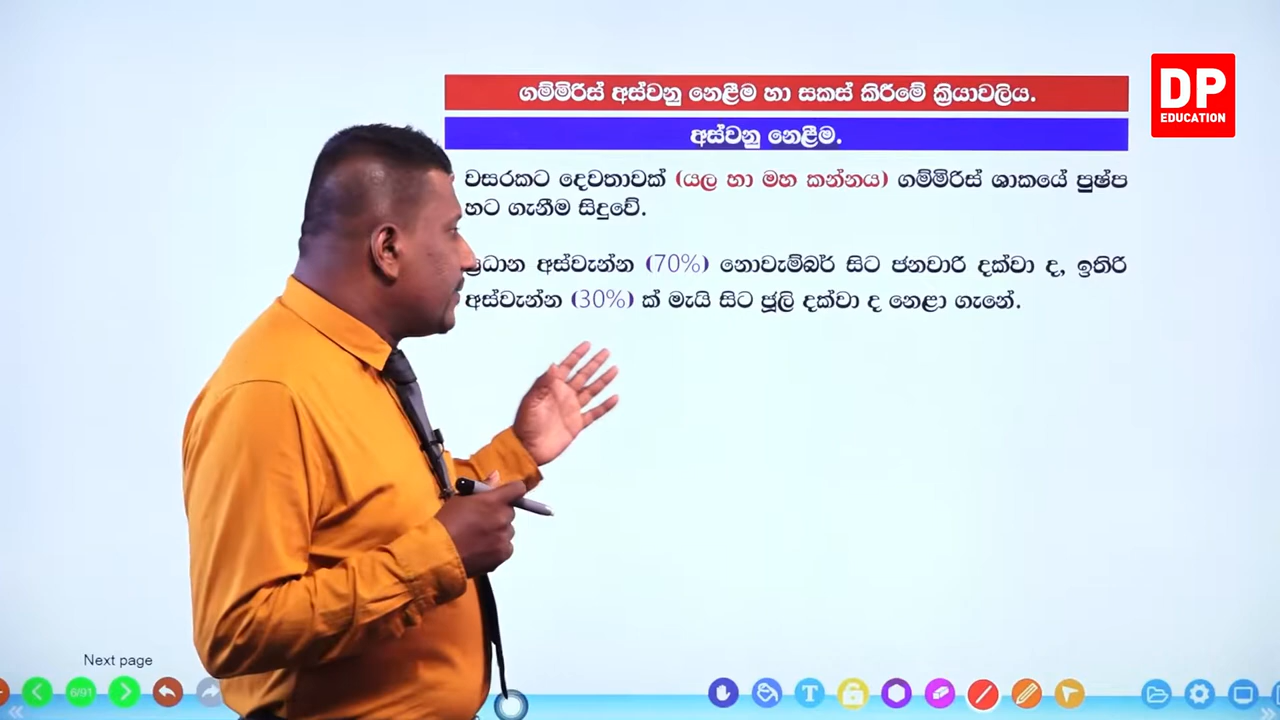 DP
EDUCATION
ගම්මිරිස් අස්වනු නෙළීම හා සකස් කිරීමේ ක්‍රියාවලිය.
අස්වනු නෙළීම.
වසරකට දෙවතාවක් (යල හා මහ කන්නය) ගම්මිරිස් ශාකයේ පුෂ්ප
හට ගැනීම සිදුවේ.
ප්‍රධාන අස්වැන්න (70%) නොවැම්බර් සිට ජනවාරි දක්වා ද, ඉතිරි
අස්වැන්න (30%) ක් මැයි සිට ජූලි දක්වා ද නෙළා ගැනේ.
Next page
6/91